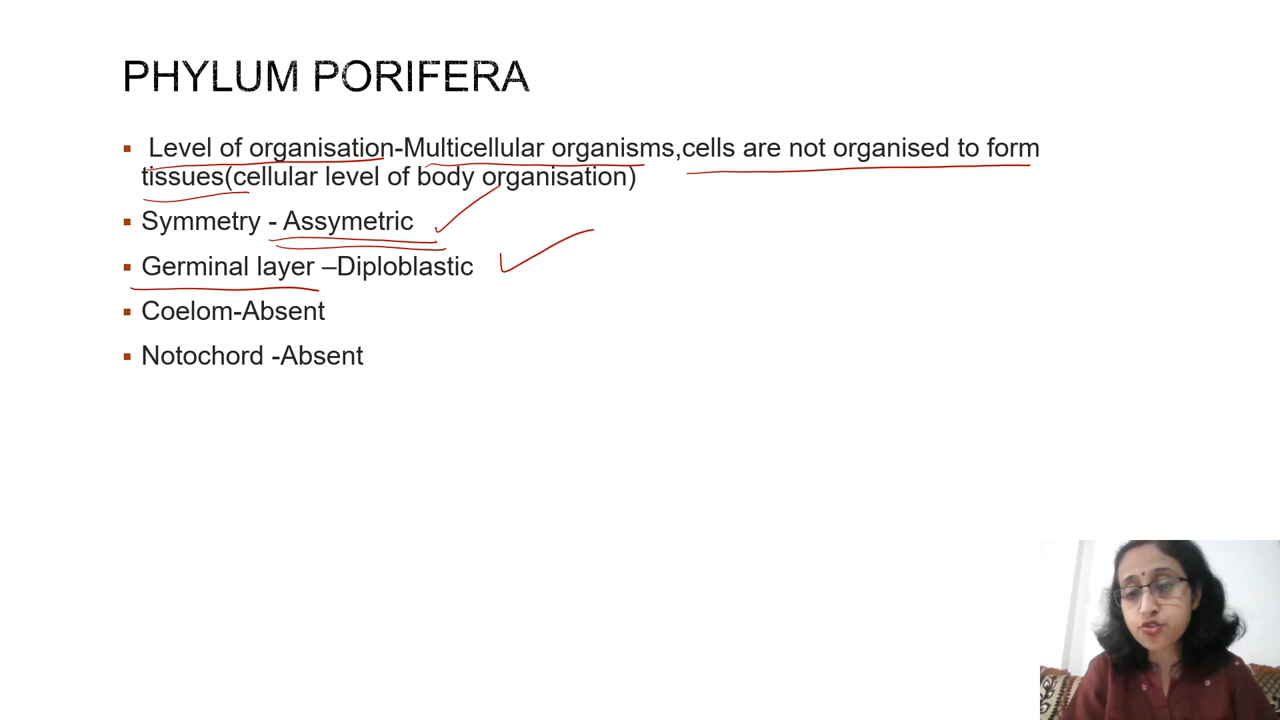 PHYLUM PORIFERA
▪ Level of organisation-Multicellular organisms,cells are not organised to form
tissues(cellular level of body organisation)
▪ Symmetry - Assymetric
▪ Germinal layer –Diploblastic
▪ Coelom-Absent
▪ Notochord -Absent